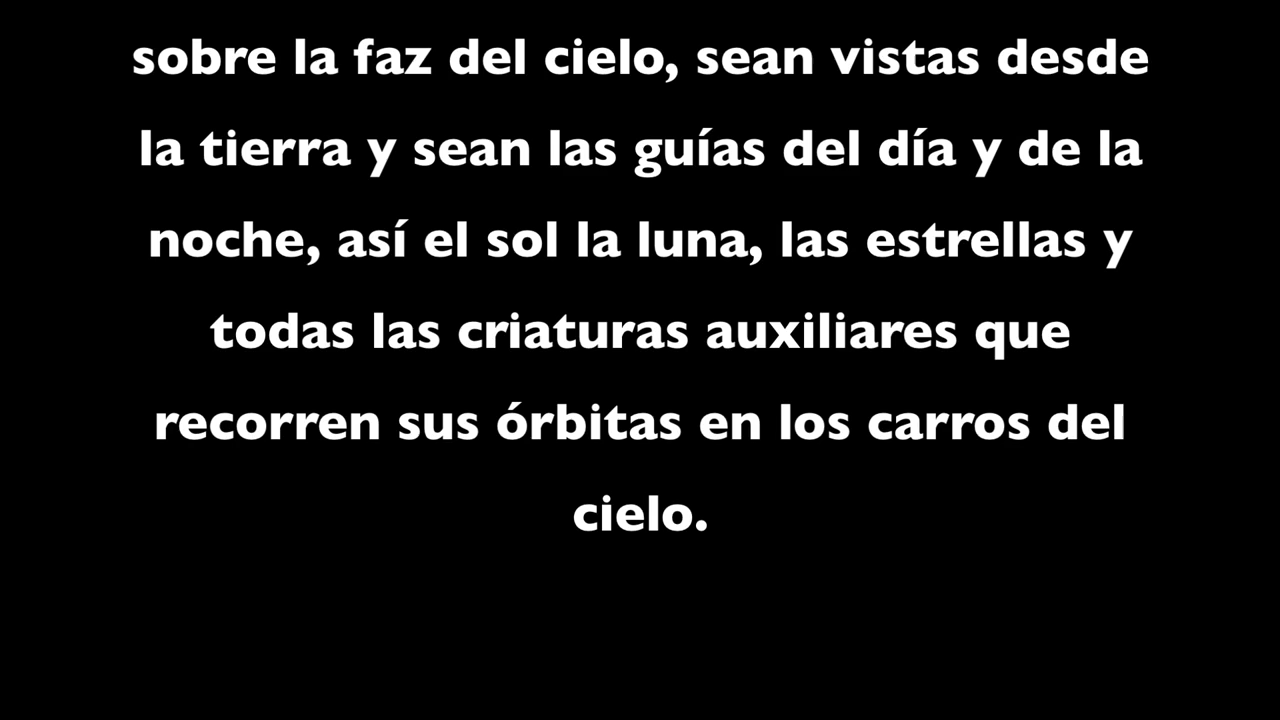 sobre la faz del cielo, sean vistas desde
la tierra y sean las guías del día y de la
noche, así el sol la luna, las estrellas y
todas las criaturas auxiliares que
recorren sus órbitas en los carros del
cielo.